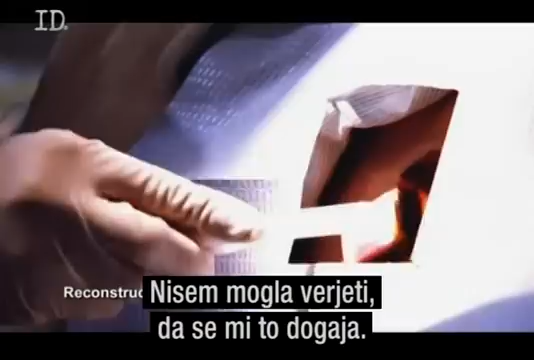 ID.
Reconstruc
Nisem mogla verjeti,
da se mi to dogaja.